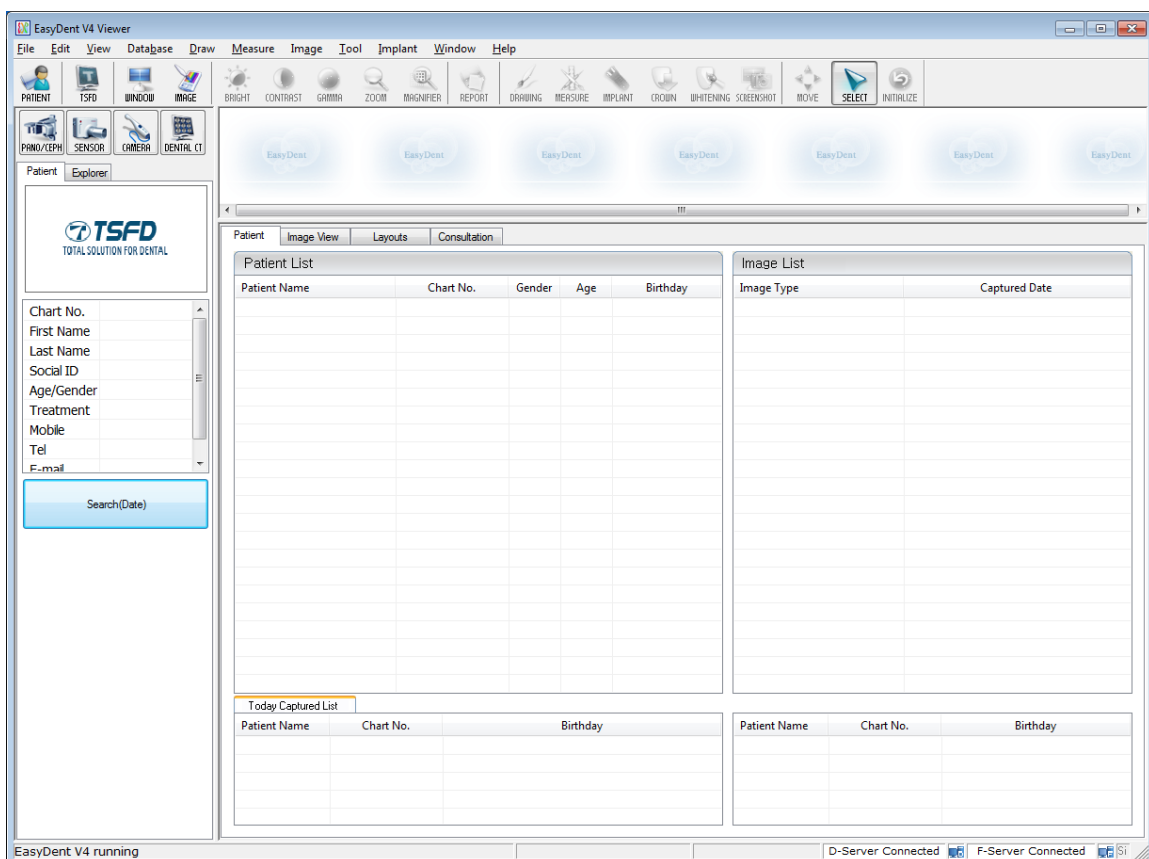 EasyDent V4 Viewer
File Edit View Database Draw Measure Image Tool Implant Window Help
PATIENT TSFD WINDOW IMAGE BRIGHT CONTRAST GAMMA ZOOM MAGNIFIER REPORT DRAWING MEASURE IMPLANT CROWN WHITENING SCREENSHOT MOVE SELECT INITIALIZE
PANO/CEPH SENSOR CAMERA DENTAL CT
EasyDent EasyDent EasyDent EasyDent EasyDent EasyDent EasyDent
Patient Explorer
TSFD
TOTAL SOLUTION FOR DENTAL
Chart No.
First Name
Last Name
Social ID
Age/Gender
Treatment
Mobile
Tel
E-mail
Search(Date)
Patient Image View Layouts Consultation
Patient List
Patient Name Chart No. Gender Age Birthday
Image List
Image Type Captured Date
Today Captured List
Patient Name Chart No. Birthday
Patient Name Chart No. Birthday
EasyDent V4 running
D-Server Connected F-Server Connected Si